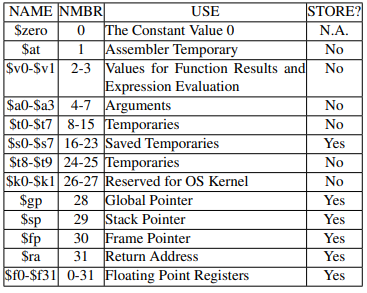 NAME NMBR USE STORE?
$zero 0 The Constant Value 0 N.A.
$at 1 Assembler Temporary No
$v0-$v1 2-3 Values for Function Results and No
Expression Evaluation
$a0-$a3 4-7 Arguments No
$t0-$t7 8-15 Temporaries No
$s0-$s7 16-23 Saved Temporaries Yes
$t8-$t9 24-25 Temporaries No
$k0-$k1 26-27 Reserved for OS Kernel No
$gp 28 Global Pointer Yes
$sp 29 Stack Pointer Yes
$fp 30 Frame Pointer Yes
$ra 31 Return Address Yes
$f0-$f31 0-31 Floating Point Registers Yes